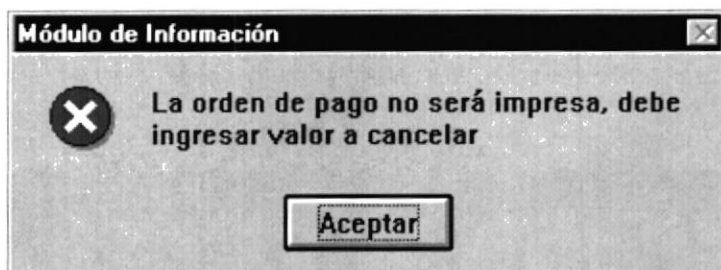 Módulo de Información
La orden de pago no será impresa, debe
ingresar valor a cancelar
Aceptar